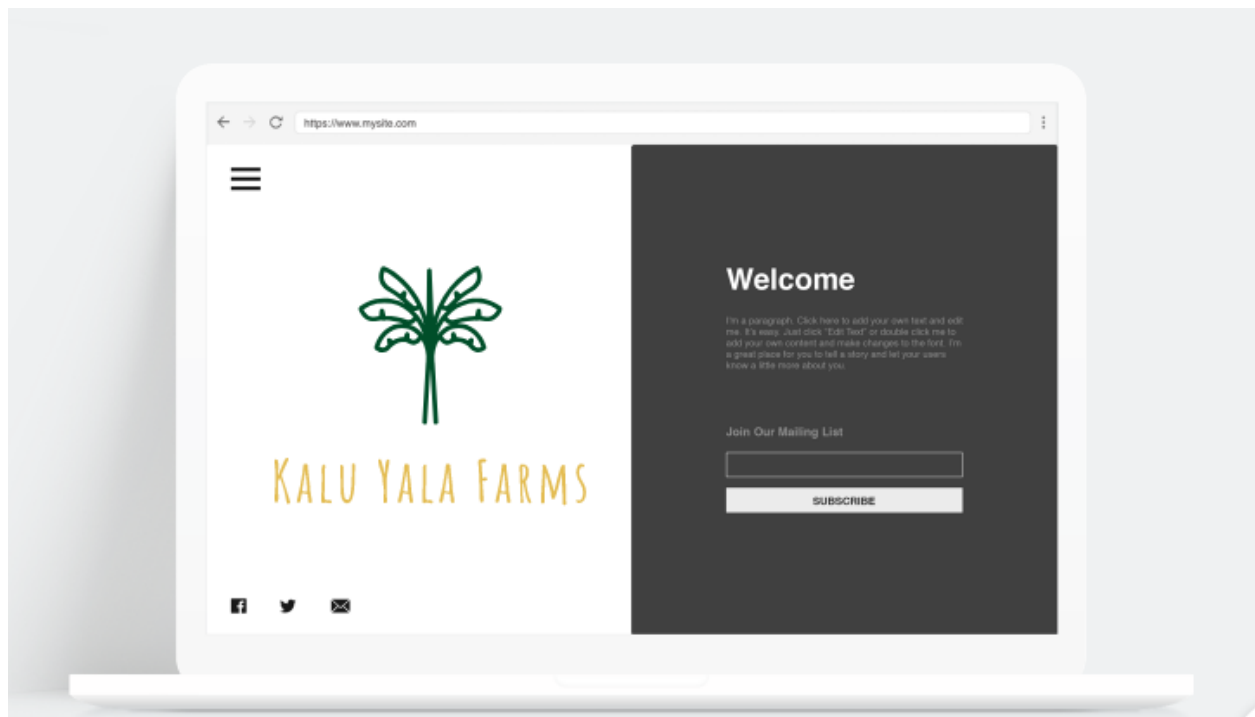 https://www.mysite.com
KALU YALA FARMS
Welcome
I'm a paragraph. Click here to add your own text and edit
me. It's easy. Just click "Edit Text" or double click me to
add your own content and make changes to the font. I'm
a great place for you to tell a story and let your users
know a little more about you.
Join Our Mailing List
SUBSCRIBE